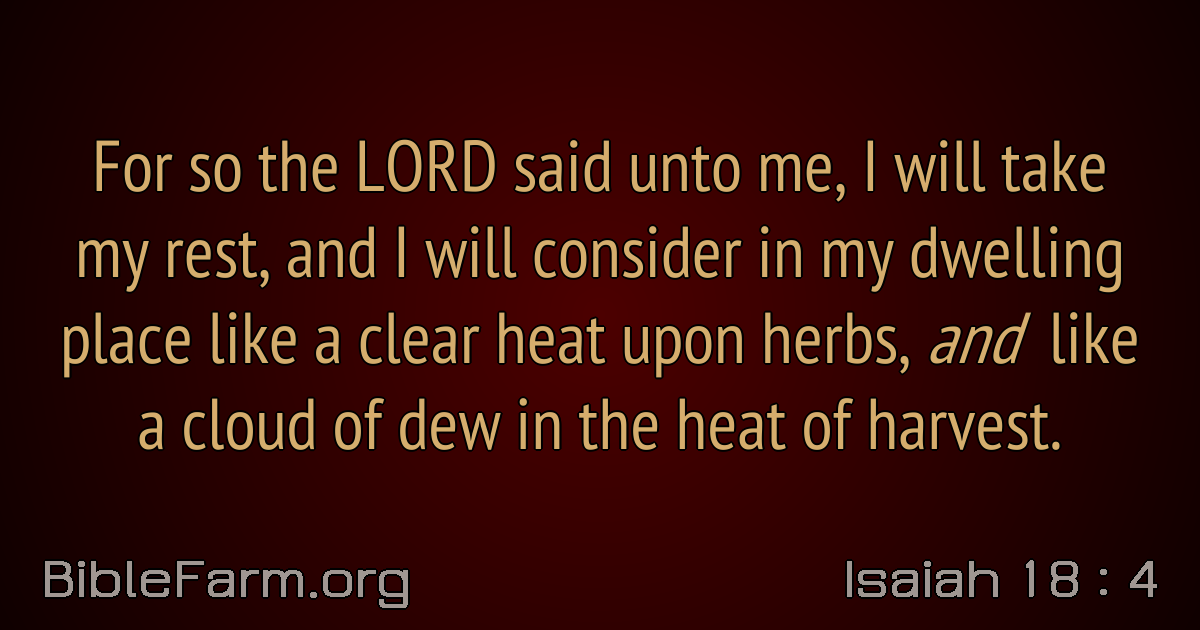 For so the LORD said unto me, I will take
my rest, and I will consider in my dwelling
place like a clear heat upon herbs, and like
a cloud of dew in the heat of harvest.
BibleFarm.org
Isaiah 18 : 4